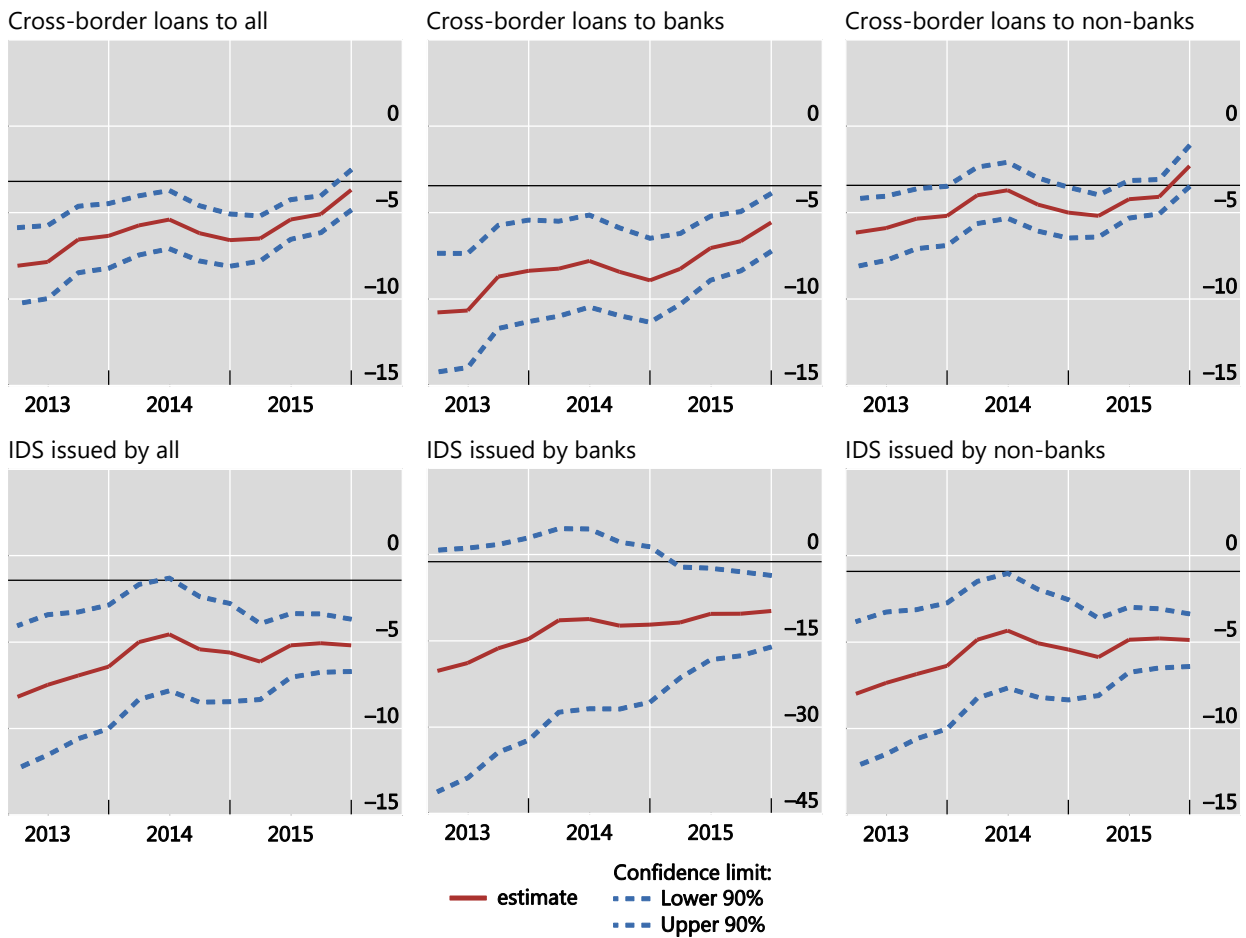 Cross-border loans to all
Cross-border loans to banks
Cross-border loans to non-banks
0
–5
–10
–15
2013 2014 2015
0
–5
–10
–15
2013 2014 2015
0
–5
–10
–15
2013 2014 2015
IDS issued by all
IDS issued by banks
IDS issued by non-banks
0
–5
–10
–15
2013 2014 2015
0
–15
–30
–45
2013 2014 2015
0
–5
–10
–15
2013 2014 2015
estimate
Confidence limit:
Lower 90%
Upper 90%